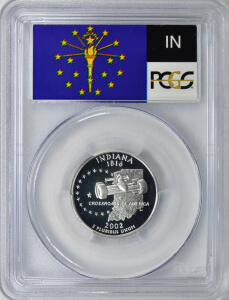 IN
PCGS
INDIANA
1816
CROSSROADS OF AMERICA
2002
E PLURIBUS UNUM